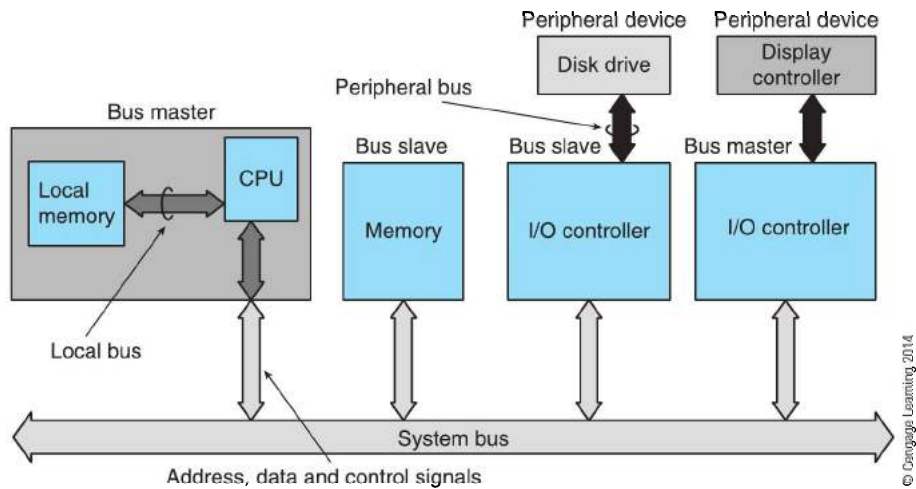 Peripheral device
Peripheral device
Disk drive
Display
controller
Peripheral bus
Bus master
Bus slave
Bus slave
Bus master
Local
memory
CPU
Memory
I/O controller
I/O controller
Local bus
System bus
Address, data and control signals
© Cengage Learning 2014